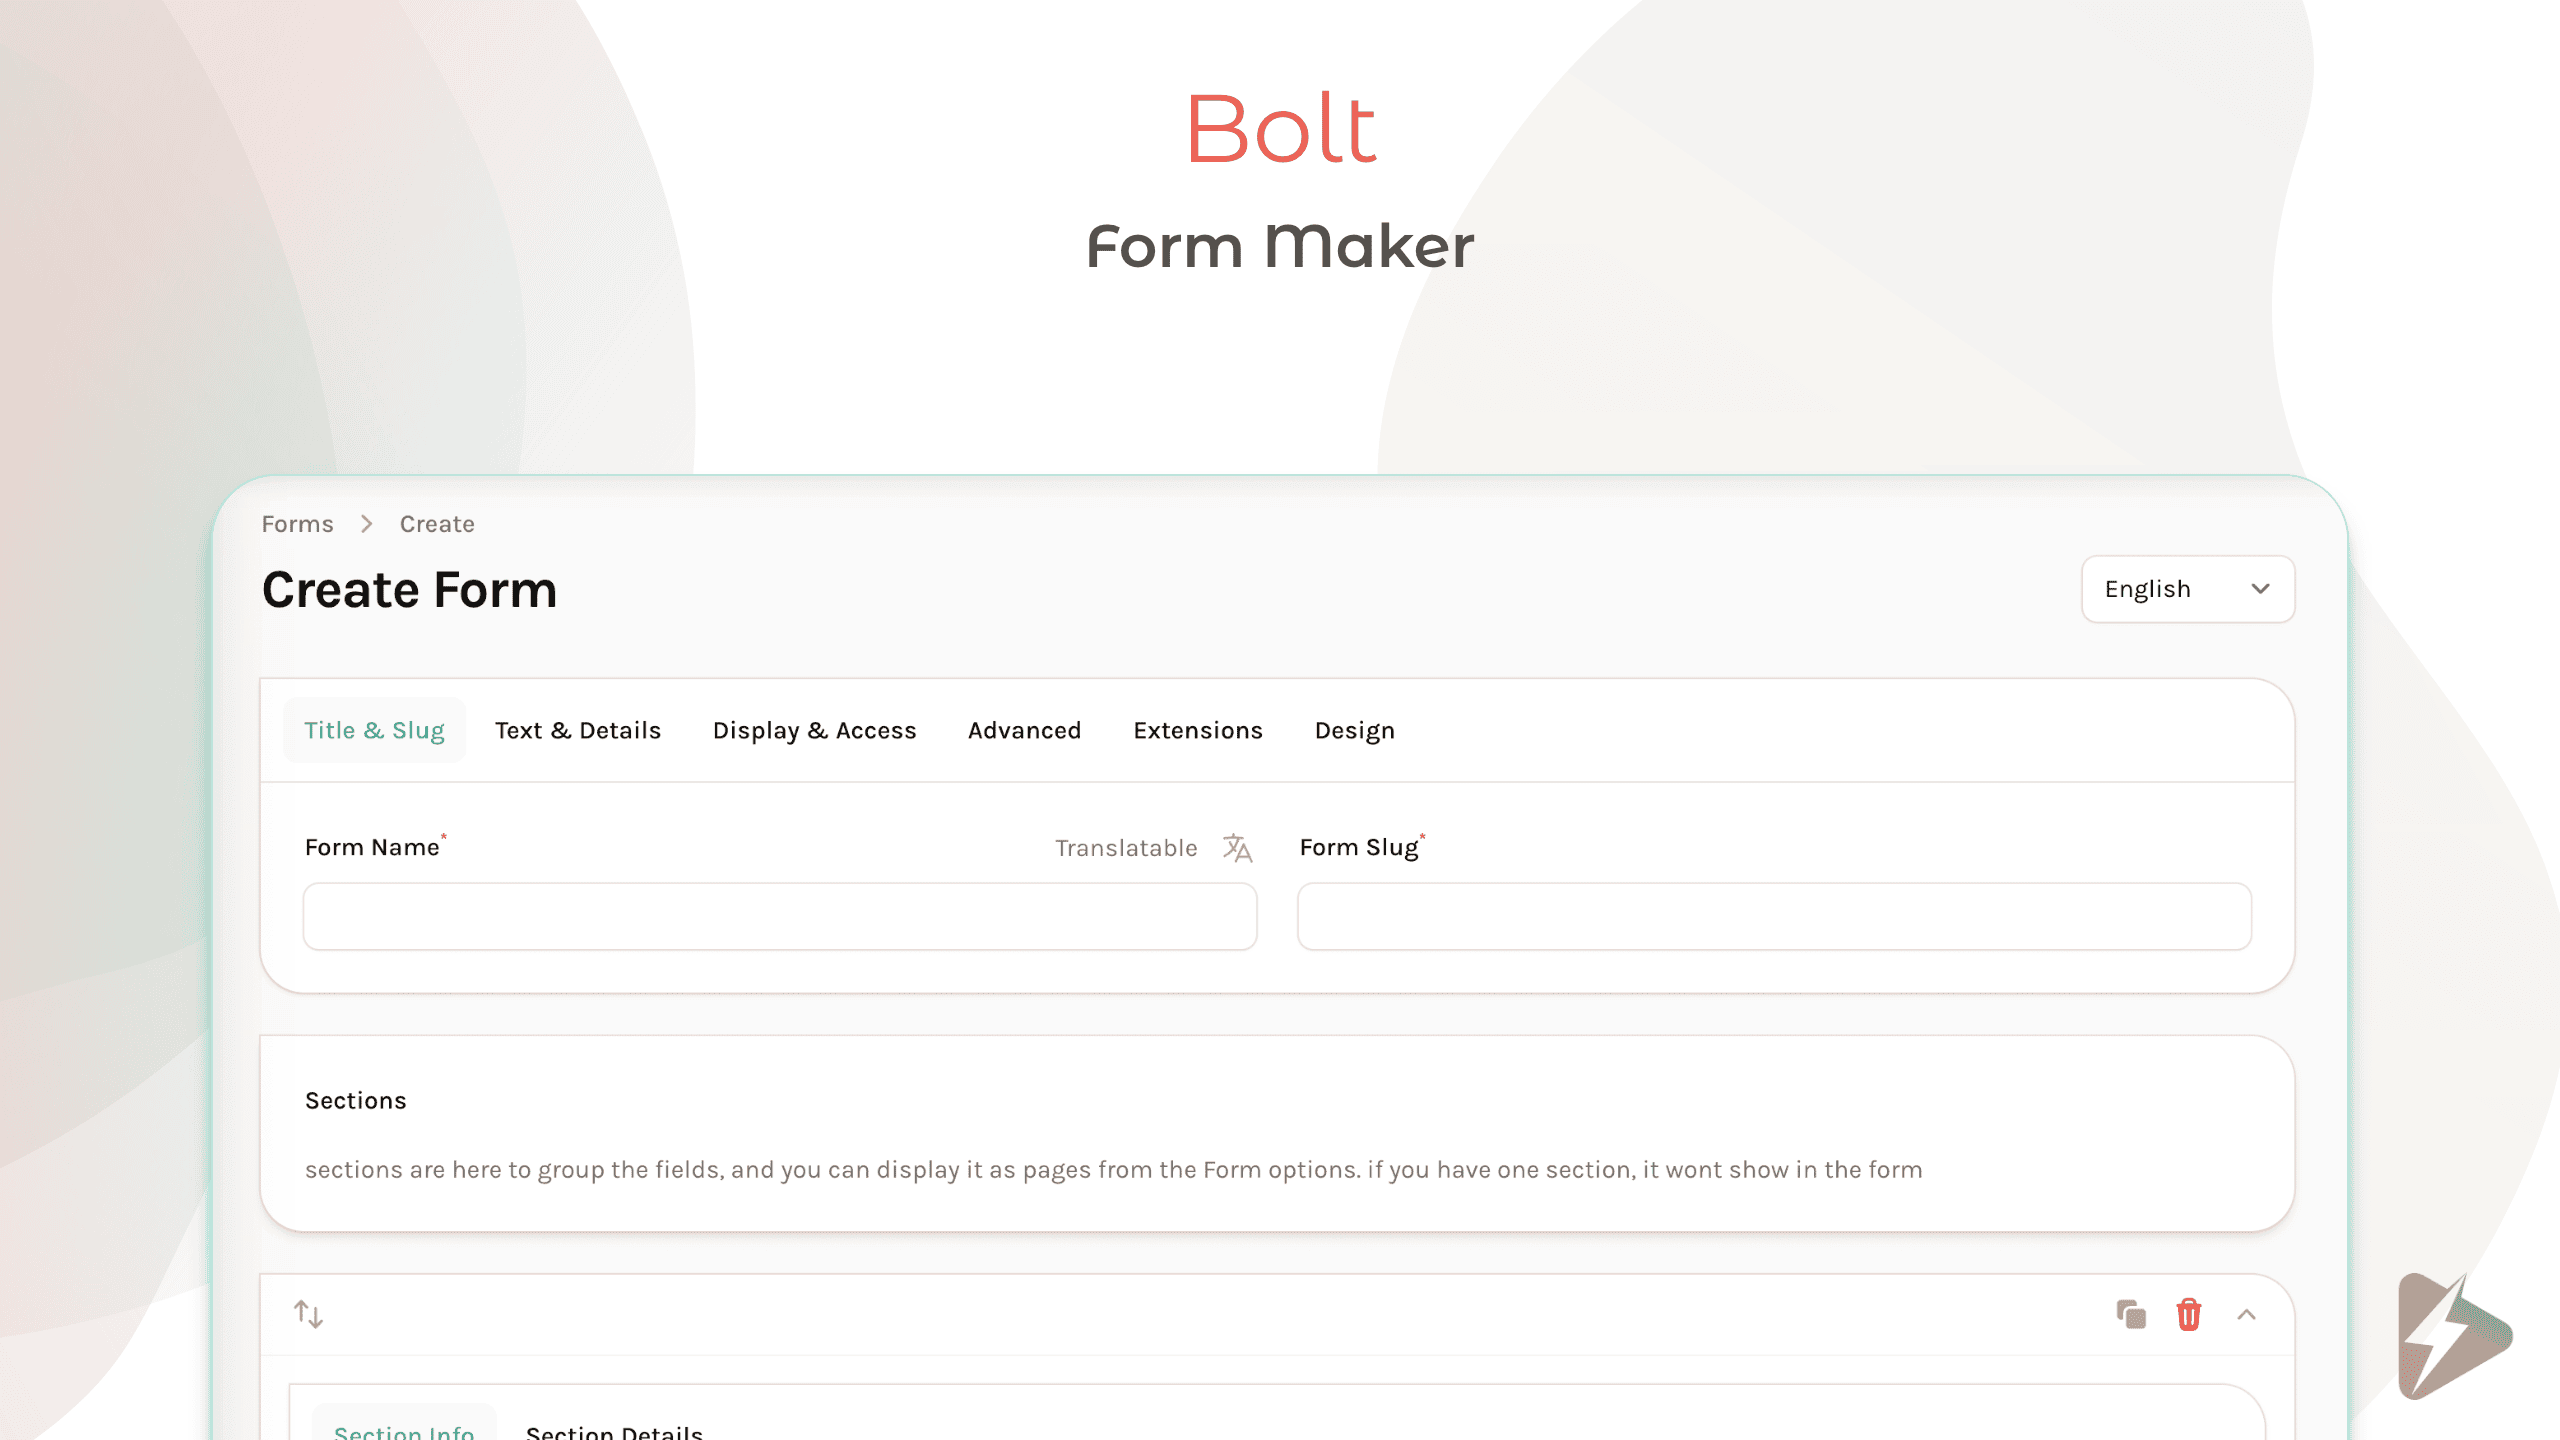 Bolt
Form Maker
Forms > Create
Create Form
English
Title & Slug Text & Details Display & Access Advanced Extensions Design
Form Name* Translatable Form Slug*
Sections
sections are here to group the fields, and you can display it as pages from the Form options. if you have one section, it wont show in the form
Section Info Section Details